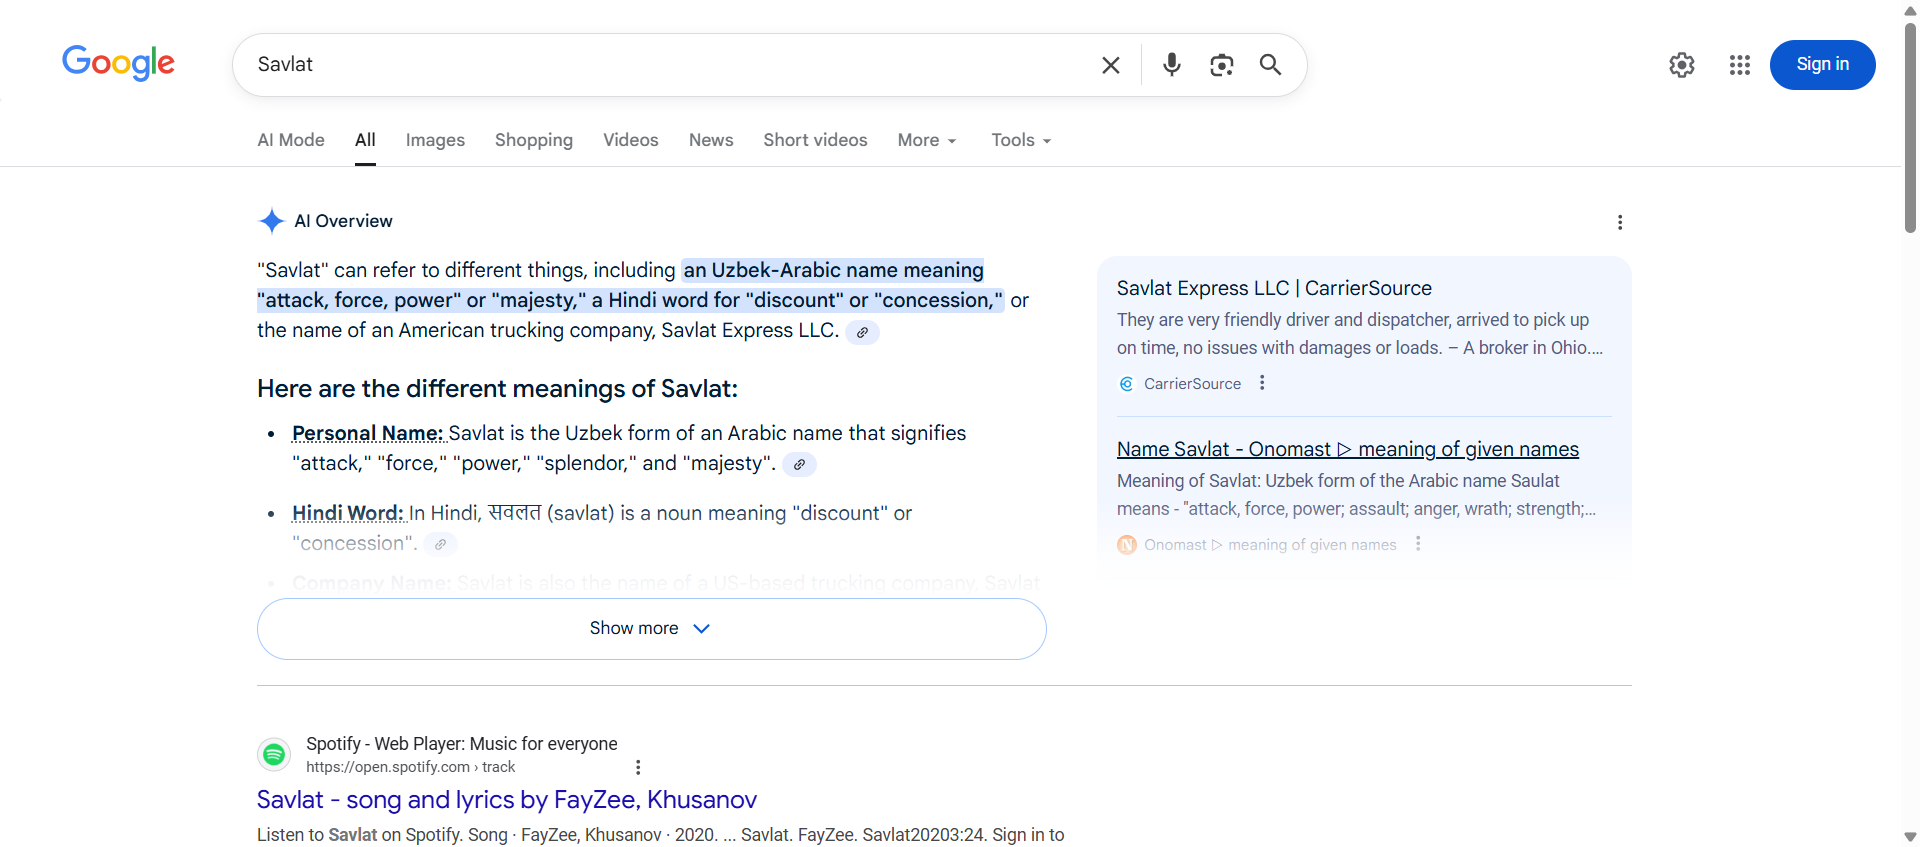 Google
Savlat
Sign in
AI Mode
All
Images
Shopping
Videos
News
Short videos
More
Tools
AI Overview
"Savlat" can refer to different things, including an Uzbek-Arabic name meaning
"attack, force, power" or "majesty," a Hindi word for "discount" or "concession," or
the name of an American trucking company, Savlat Express LLC.
Here are the different meanings of Savlat:
• Personal Name: Savlat is the Uzbek form of an Arabic name that signifies
"attack," "force," "power," "splendor," and "majesty".
• Hindi Word: In Hindi, सवलत (savlat) is a noun meaning "discount" or
"concession".
• Company Name: Savlat is also the name of a US-based trucking company, Savlat
Show more
Savlat Express LLC | CarrierSource
They are very friendly driver and dispatcher, arrived to pick up
on time, no issues with damages or loads. – A broker in Ohio....
CarrierSource
Name Savlat - Onomast ▷ meaning of given names
Meaning of Savlat: Uzbek form of the Arabic name Saulat
means - "attack, force, power; assault; anger, wrath; strength;...
Onomast ▷ meaning of given names
Spotify - Web Player: Music for everyone
https://open.spotify.com › track
Savlat - song and lyrics by FayZee, Khusanov
Listen to Savlat on Spotify. Song · FayZee, Khusanov · 2020. ... Savlat. FayZee. Savlat20203:24. Sign in to